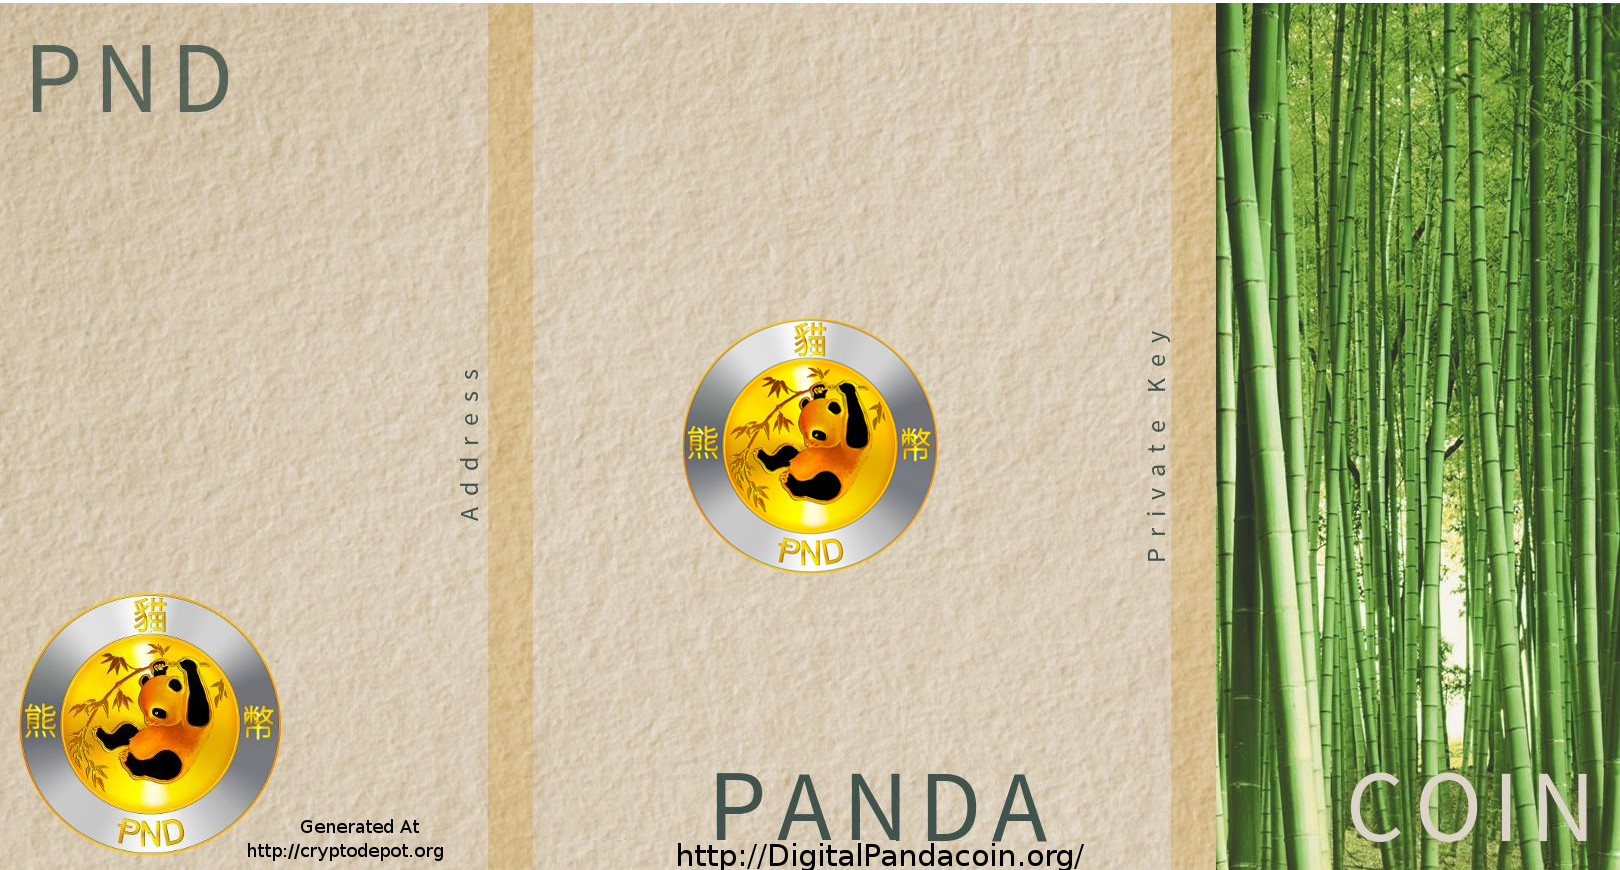 PND
Address
貓
熊
幣
PND
Generated At
http://cryptodepot.org
貓
熊
幣
PND
Private Key
PANDA
http://DigitalPandacoin.org/
COIN